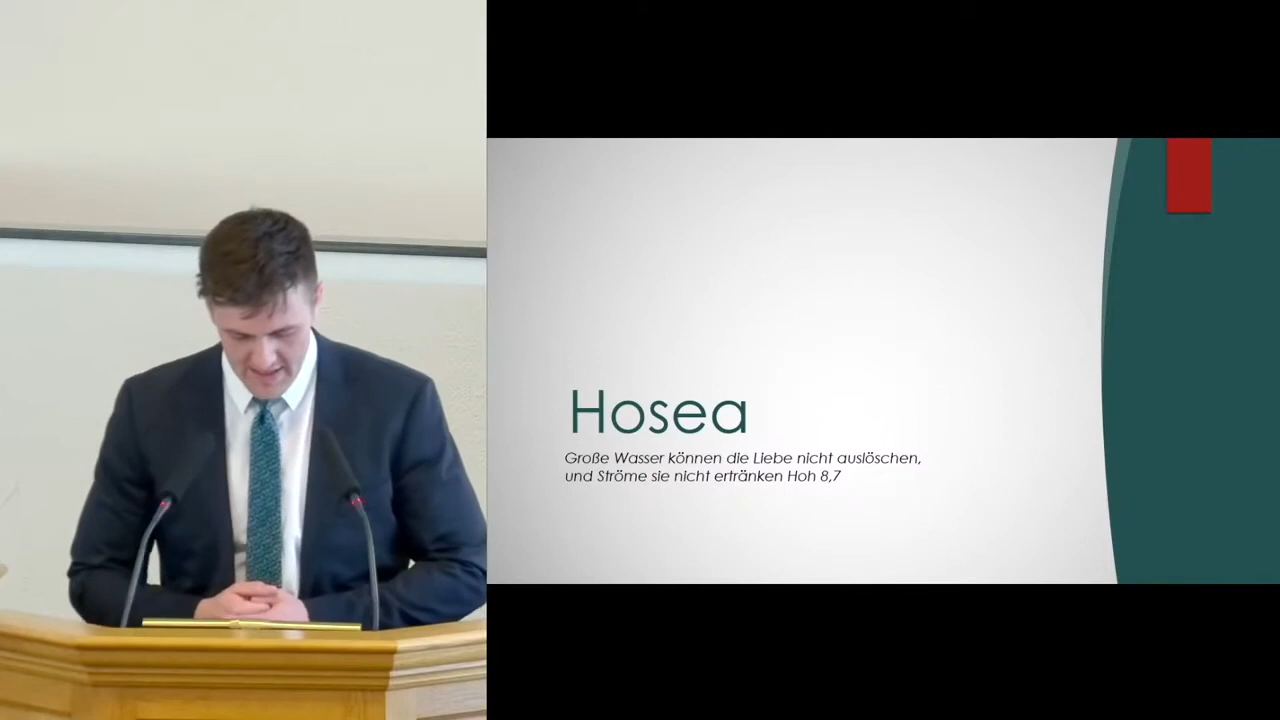 Hosea
Große Wasser können die Liebe nicht auslöschen,
und Ströme sie nicht ertränken Hoh 8,7